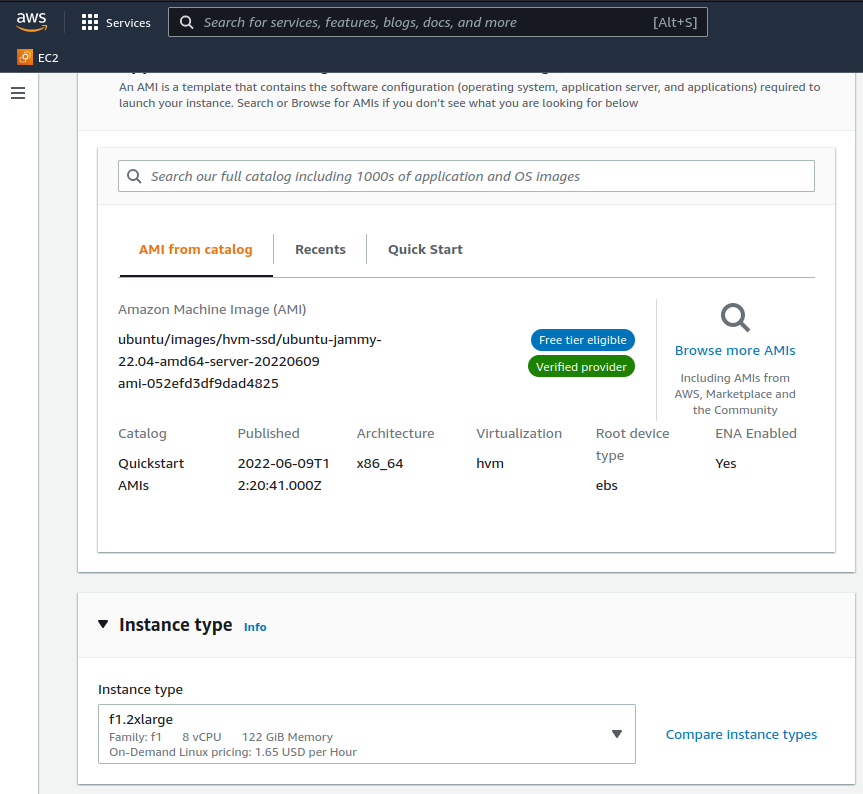 aws
Services
Search for services, features, blogs, docs, and more
[Alt+S]
EC2
An AMI is a template that contains the software configuration (operating system, application server, and applications) required to
launch your instance. Search or Browse for AMIs if you don't see what you are looking for below
Search our full catalog including 1000s of application and OS images
AMI from catalog
Recents
Quick Start
Amazon Machine Image (AMI)
ubuntu/images/hvm-ssd/ubuntu-jammy-
22.04-amd64-server-20220609
ami-052efd3df9dad4825
Free tier eligible
Verified provider
Browse more AMIs
Including AMIs from
AWS, Marketplace and
the Community
Catalog
Quickstart
AMIs
Published
2022-06-09T1
2:20:41.000Z
Architecture
x86_64
Virtualization
hvm
Root device
type
ebs
ENA Enabled
Yes
Instance type
Info
Instance type
f1.2xlarge
Family: f1 8 vCPU 122 GiB Memory
On-Demand Linux pricing: 1.65 USD per Hour
Compare instance types